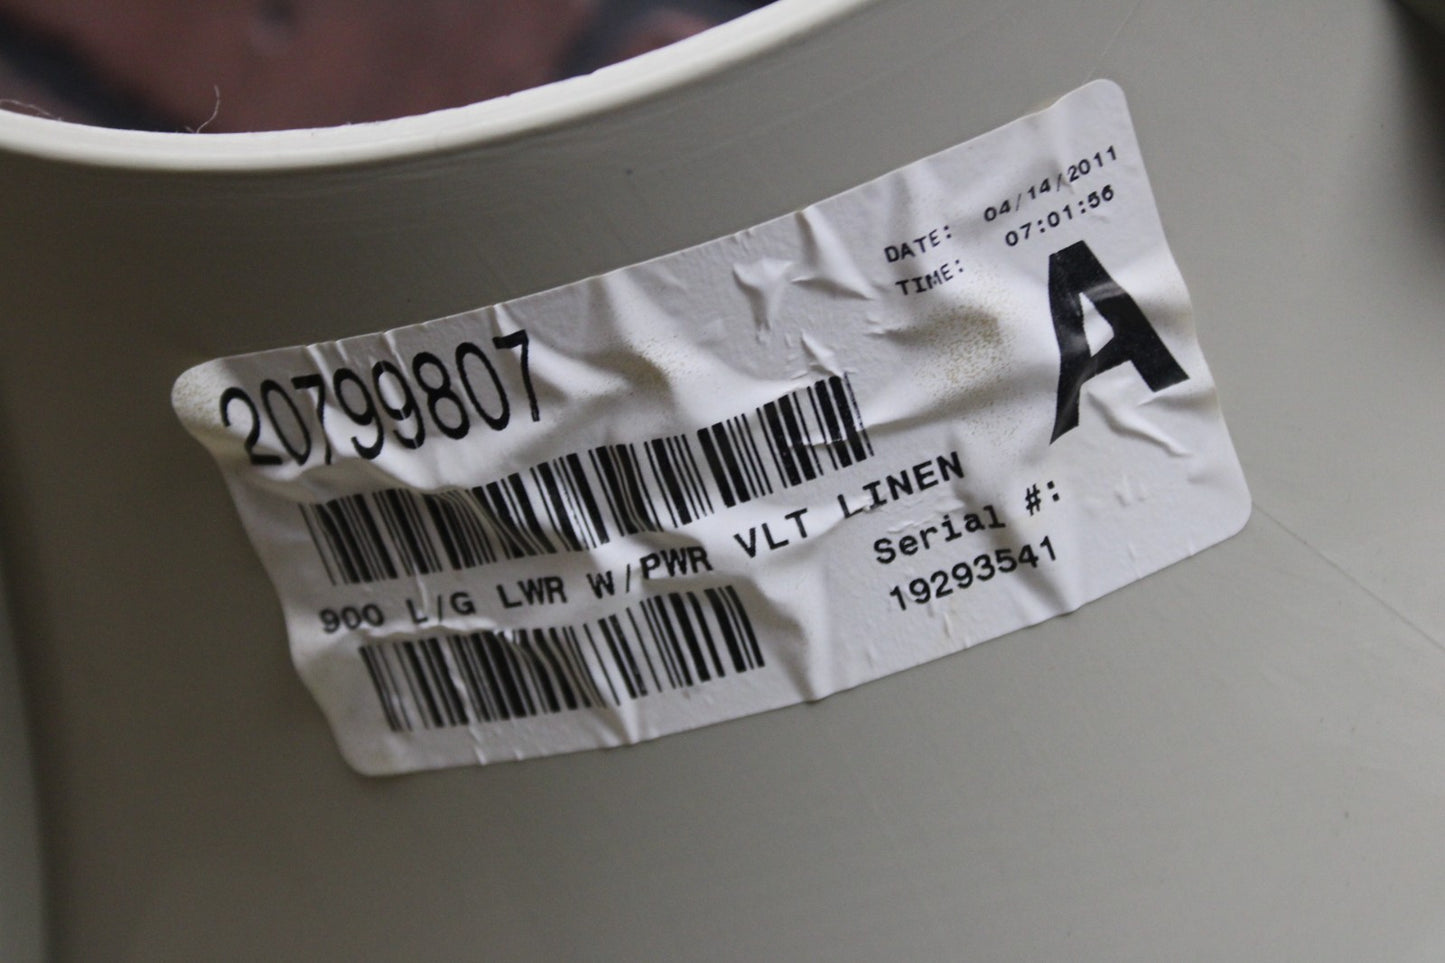 DATE: 04/14/2011
TIME: 07:01:56
A
20799807
900 L/G LWR W/PWR VLT LINEN
Serial #:
19293541